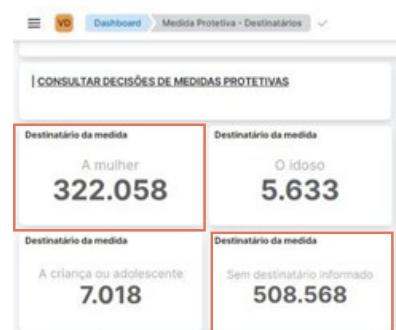 VD Dashboard Medida Protetiva - Destinatários
| CONSULTAR DECISÕES DE MEDIDAS PROTETIVAS
Destinatário da medida
A mulher
322.058
Destinatário da medida
O idoso
5.633
Destinatário da medida
A criança ou adolescente
7.018
Destinatário da medida
Sem destinatário informado
508.568